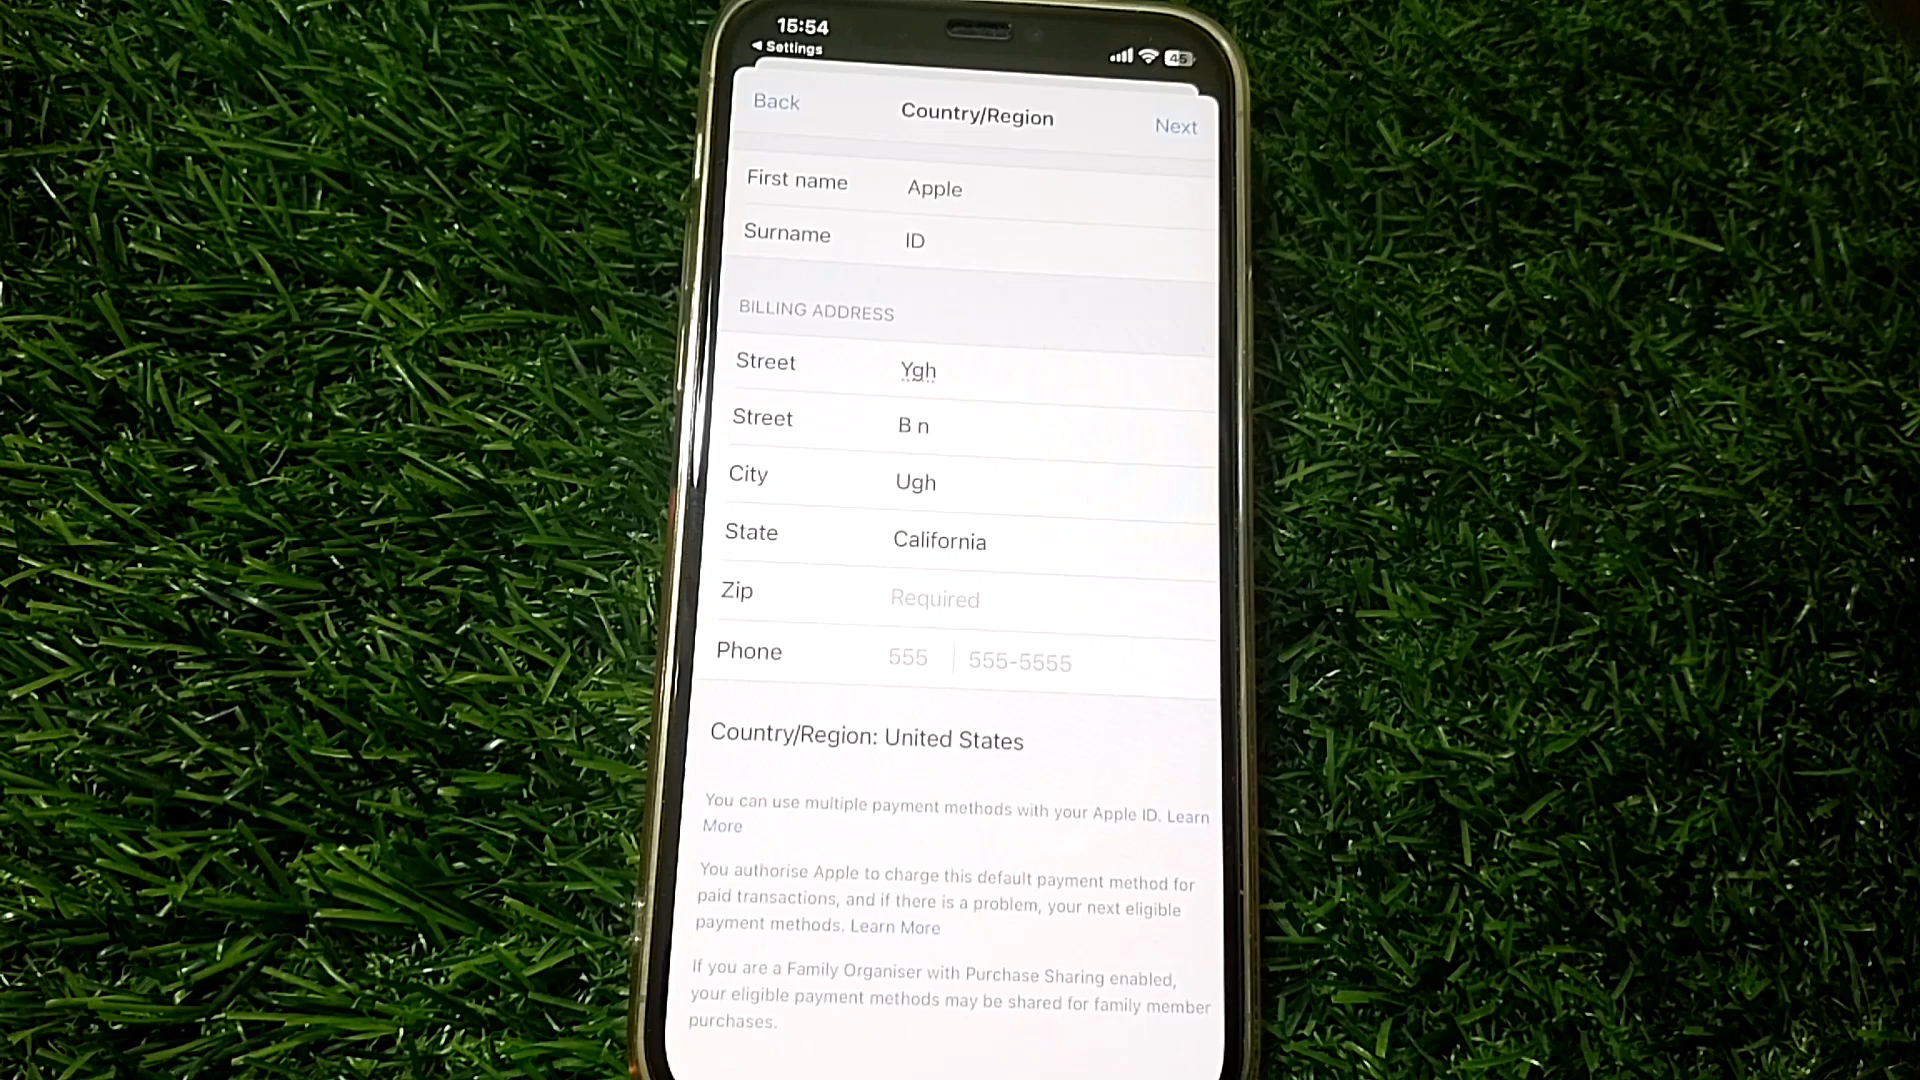 15:54
◀ Settings
45
Back Country/Region Next
First name Apple
Surname ID
BILLING ADDRESS
Street Ygh
Street B n
City Ugh
State California
Zip Required
Phone 555 555-5555
Country/Region: United States
You can use multiple payment methods with your Apple ID. Learn
More
You authorise Apple to charge this default payment method for
paid transactions, and if there is a problem, your next eligible
payment methods. Learn More
If you are a Family Organiser with Purchase Sharing enabled,
your eligible payment methods may be shared for family member
purchases.